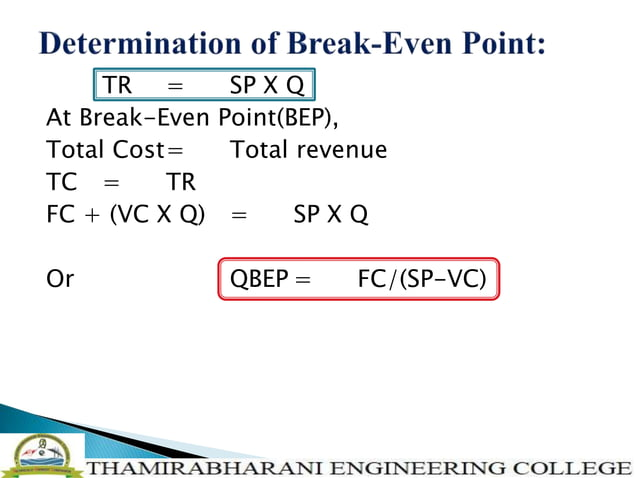 Determination of Break-Even Point:
TR = SP X Q
At Break-Even Point(BEP),
Total Cost= Total revenue
TC = TR
FC + (VC X Q) = SP X Q
Or QBEP = FC/(SP-VC)
THAMIRABHARANI ENGINEERING COLLEGE